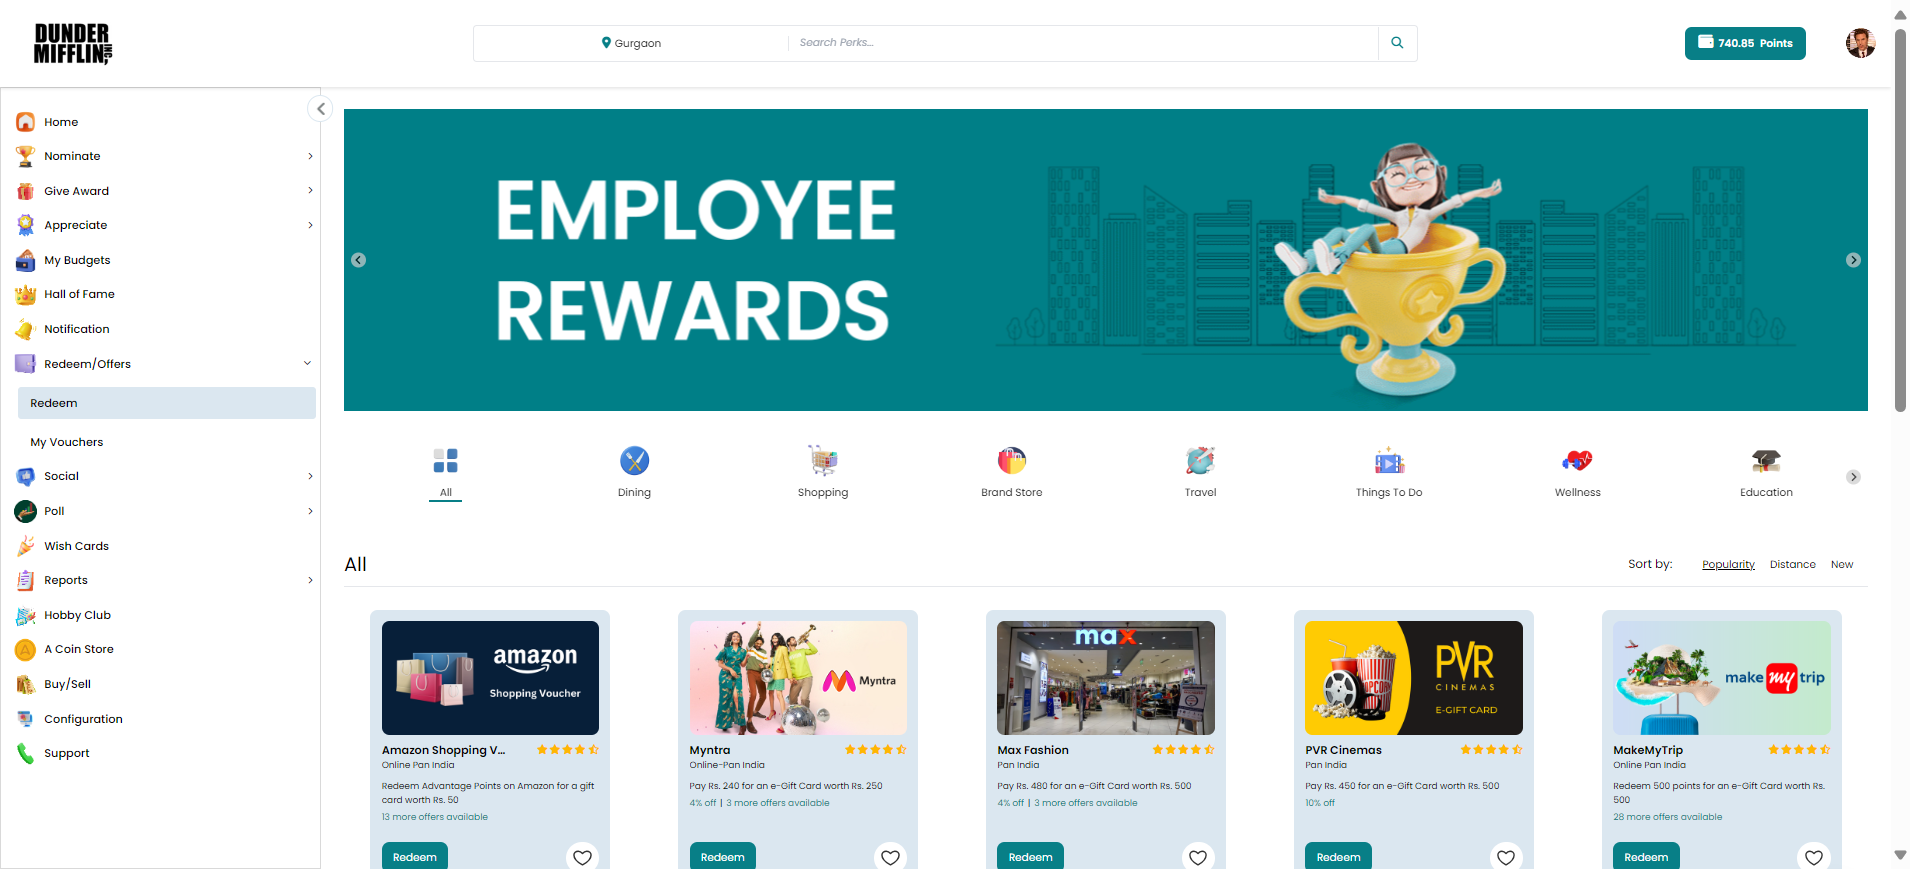 DUNDER
MIFFLIN, INC
Gurgaon
Search Perks...
740.85 Points
Home
Nominate
Give Award
Appreciate
My Budgets
Hall of Fame
Notification
Redeem/Offers
Redeem
My Vouchers
Social
Poll
Wish Cards
Reports
Hobby Club
A Coin Store
Buy/Sell
Configuration
Support
EMPLOYEE
REWARDS
All
Dining
Shopping
Brand Store
Travel
Things To Do
Wellness
Education
All
Sort by: Popularity Distance New
amazon
Shopping Voucher
Amazon Shopping V...
Online Pan India
Redeem Advantage Points on Amazon for a gift
card worth Rs. 50
13 more offers available
Redeem
Myntra
Myntra
Online-Pan India
Pay Rs. 240 for an e-Gift Card worth Rs. 250
4% off | 3 more offers available
Redeem
max
Max Fashion
Pan India
Pay Rs. 480 for an e-Gift Card worth Rs. 500
4% off | 3 more offers available
Redeem
POPCORN
PVR
CINEMAS
E-GIFT CARD
PVR Cinemas
Pan India
Pay Rs. 450 for an e-Gift Card worth Rs. 500
10% off
Redeem
make my trip
MakeMyTrip
Online Pan India
Redeem 500 points for an e-Gift Card worth Rs.
500
28 more offers available
Redeem